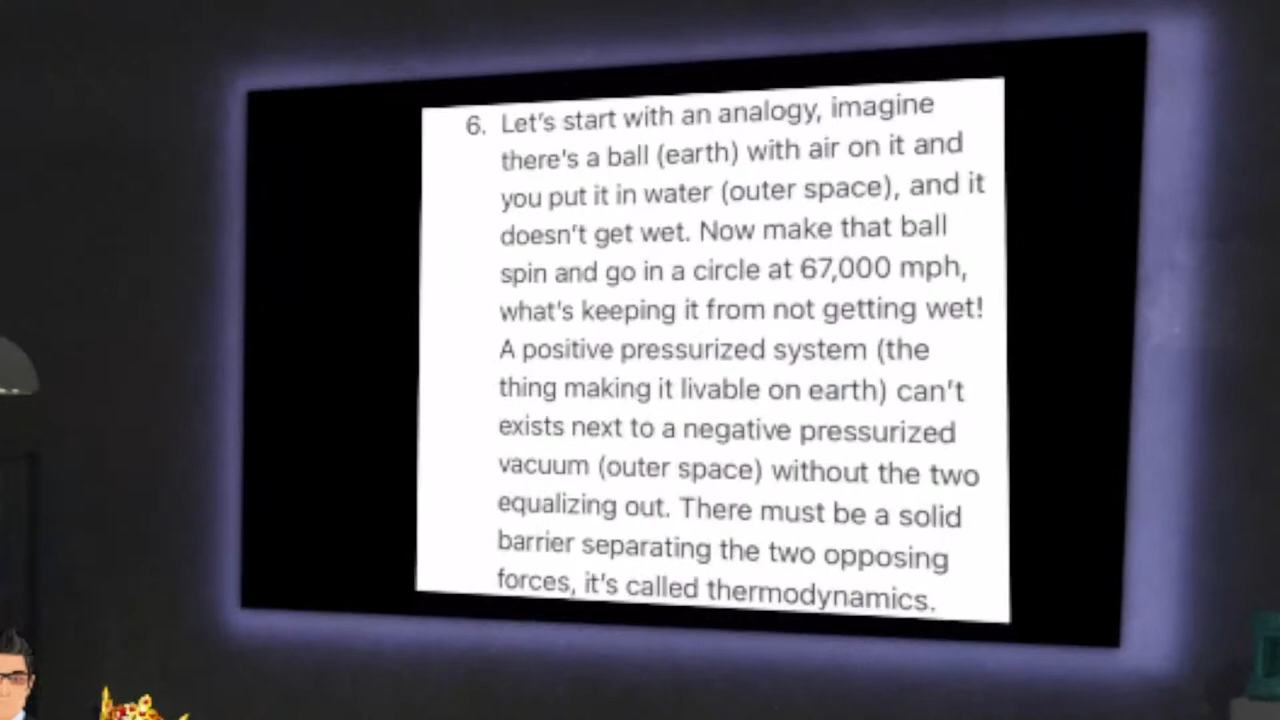 6. Let's start with an analogy, imagine
there's a ball (earth) with air on it and
you put it in water (outer space), and it
doesn't get wet. Now make that ball
spin and go in a circle at 67,000 mph,
what's keeping it from not getting wet!
A positive pressurized system (the
thing making it livable on earth) can't
exists next to a negative pressurized
vacuum (outer space) without the two
equalizing out. There must be a solid
barrier separating the two opposing
forces, it's called thermodynamics.